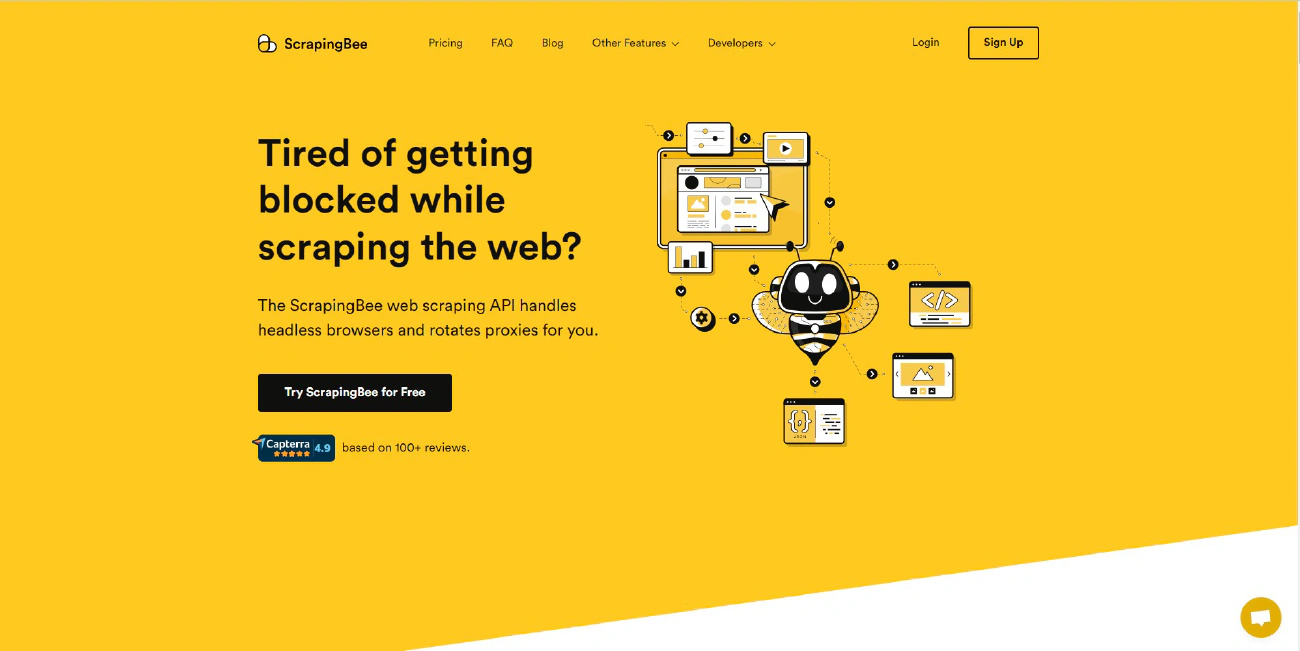 ScrapingBee
Pricing
FAQ
Blog
Other Features
Developers
Login
Sign Up
Tired of getting
blocked while
scraping the web?
The ScrapingBee web scraping API handles
headless browsers and rotates proxies for you.
Try ScrapingBee for Free
Capterra 4.9
based on 100+ reviews.
</>
{}
JSON